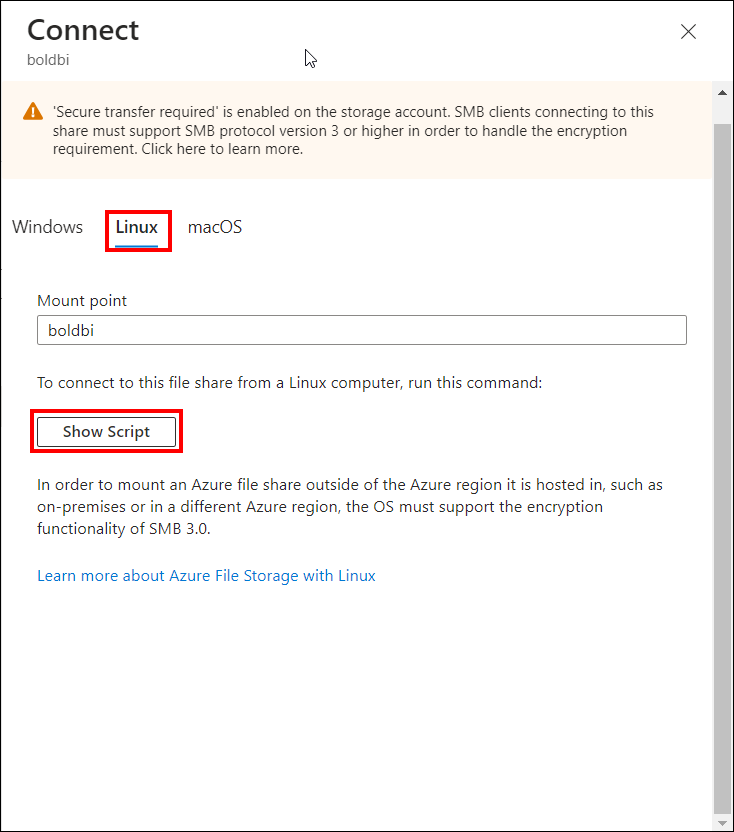 Connect
boldbi
'Secure transfer required' is enabled on the storage account. SMB clients connecting to this
share must support SMB protocol version 3 or higher in order to handle the encryption
requirement. Click here to learn more.
Windows Linux macOS
Mount point
boldbi
To connect to this file share from a Linux computer, run this command:
Show Script
In order to mount an Azure file share outside of the Azure region it is hosted in, such as
on-premises or in a different Azure region, the OS must support the encryption
functionality of SMB 3.0.
Learn more about Azure File Storage with Linux